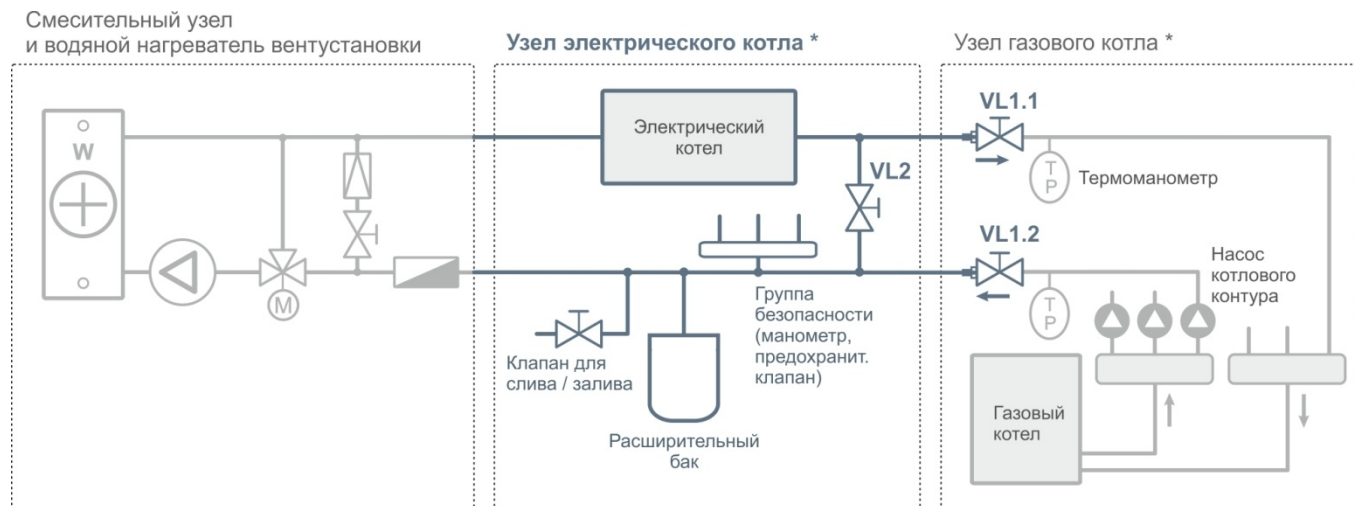 Смесительный узел
и водяной нагреватель вентустановки
Узел электрического котла *
Узел газового котла *
W
M
Электрический
котел
VL2
VL1.1
T
P
Термоманометр
VL1.2
T
P
Насос
котлового
контура
Группа
безопасности
(манометр,
предохранит.
клапан)
Клапан для
слива / залива
Расширительный
бак
Газовый
котел